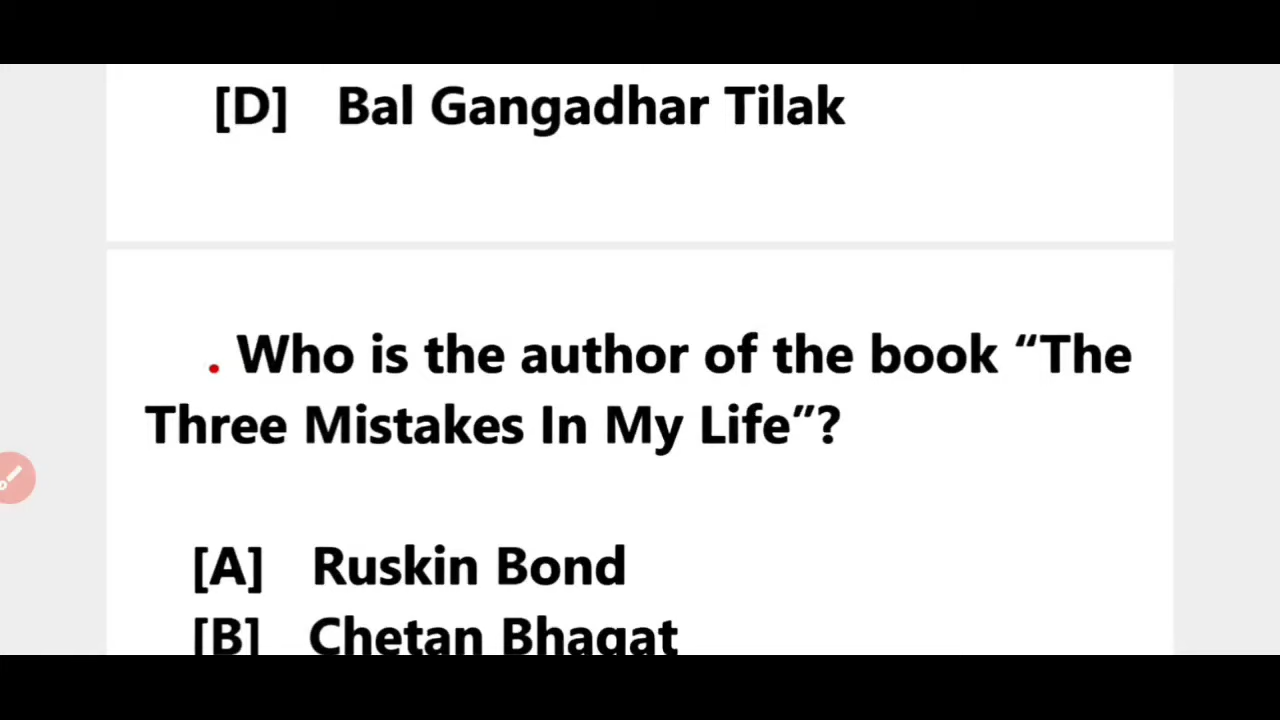 [D] Bal Gangadhar Tilak
. Who is the author of the book “The
Three Mistakes In My Life”?
[A] Ruskin Bond
[B] Chetan Bhagat